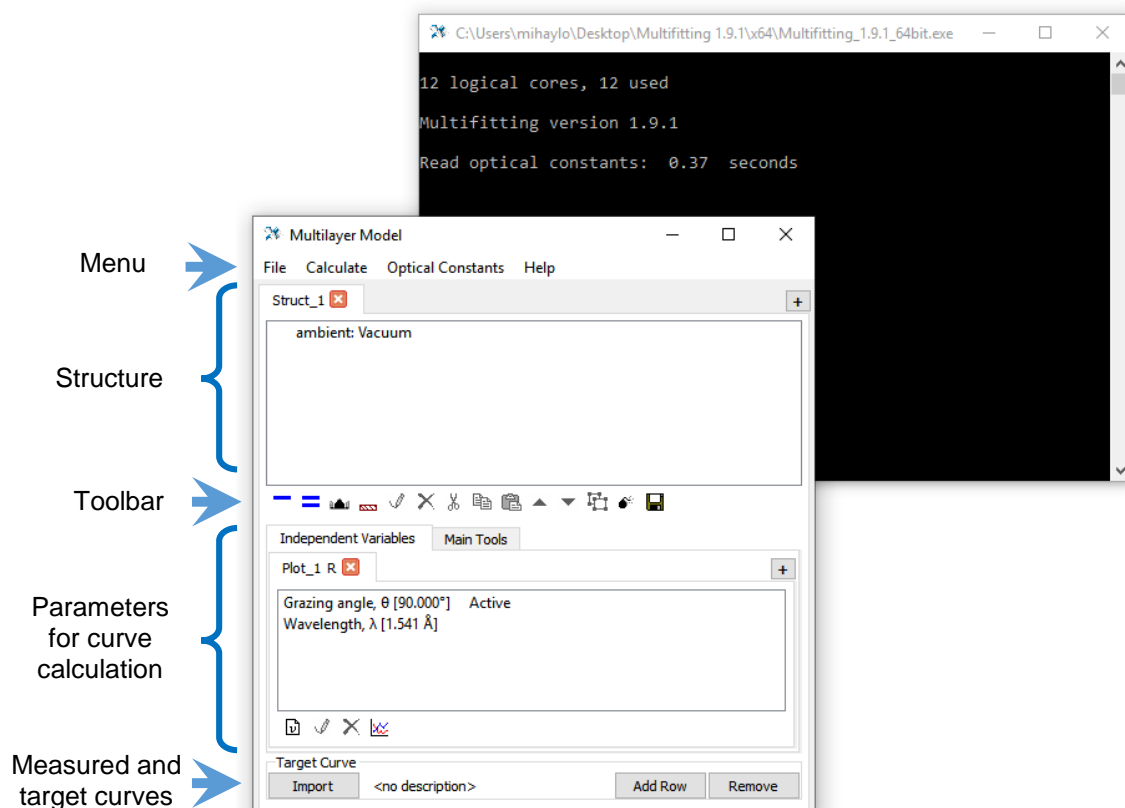 C:\Users\mihaylo\Desktop\Multifitting 1.9.1\x64\Multifitting_1.9.1_64bit.exe
12 logical cores, 12 used
Multifitting version 1.9.1
Read optical constants:  0.37  seconds
Multilayer Model
Menu
File Calculate Optical Constants Help
Struct_1
+
ambient: Vacuum
Structure
Toolbar
Independent Variables Main Tools
Plot_1 R
+
Grazing angle, θ [90.000°] Active
Wavelength, λ [1.541 Å]
Parameters
for curve
calculation
ν
Measured and
target curves
Target Curve
Import <no description> Add Row Remove